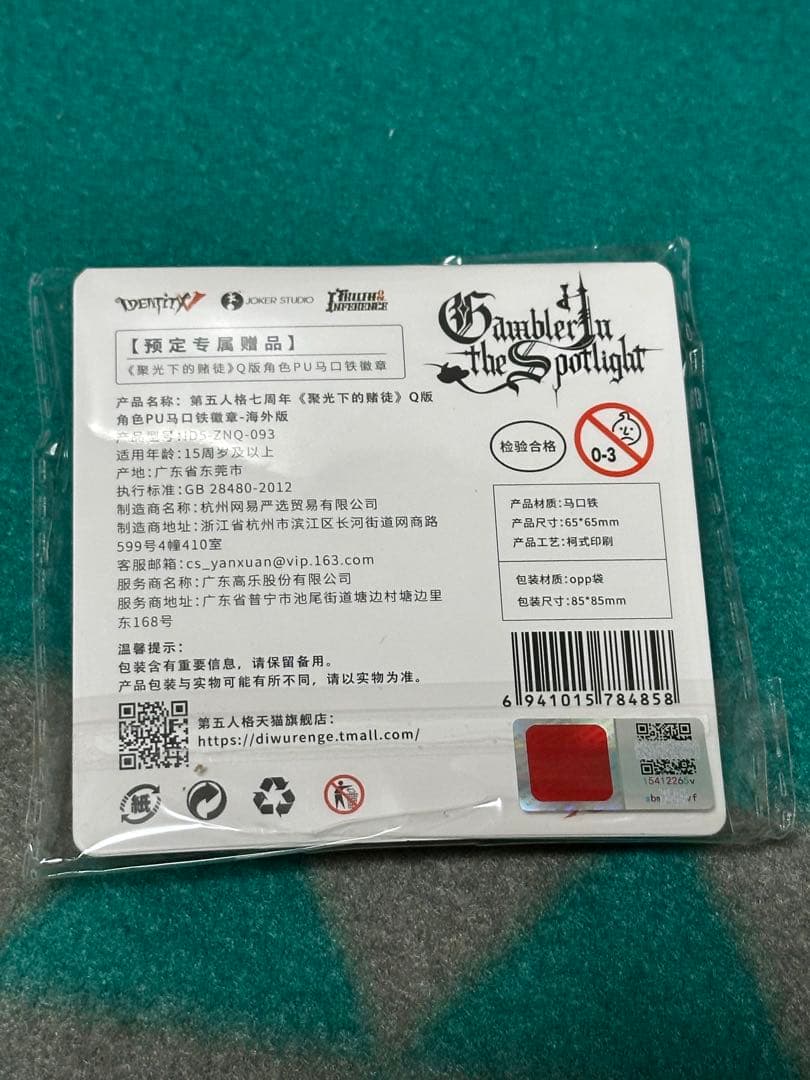 IDENTITY V
JOKER STUDIO
TRUTH & INFERENCE
Gambler In
the Spotlight
【预定专属赠品】
《聚光下的赌徒》Q版角色PU马口铁徽章
产品名称：第五人格七周年《聚光下的赌徒》Q版
角色PU马口铁徽章-海外版
产品型号：ID5-ZNQ-093
适用年龄：15周岁及以上
产地：广东省东莞市
执行标准：GB 28480-2012
制造商名称：杭州网易严选贸易有限公司
制造商地址：浙江省杭州市滨江区长河街道网商路
599号4幢410室
客服邮箱：cs_yanxuan@vip.163.com
服务商名称：广东高乐股份有限公司
服务商地址：广东省普宁市池尾街道塘边村塘边里
东168号
温馨提示：
包装含有重要信息，请保留备用。
产品包装与实物可能有所不同，请以实物为准。
第五人格天猫旗舰店：
https://diwurenge.tmall.com/
紙
检验合格
0-3
产品材质：马口铁
产品尺寸：65*65mm
产品工艺：柯式印刷
包装材质：opp袋
包装尺寸：85*85mm
6 941015 784858